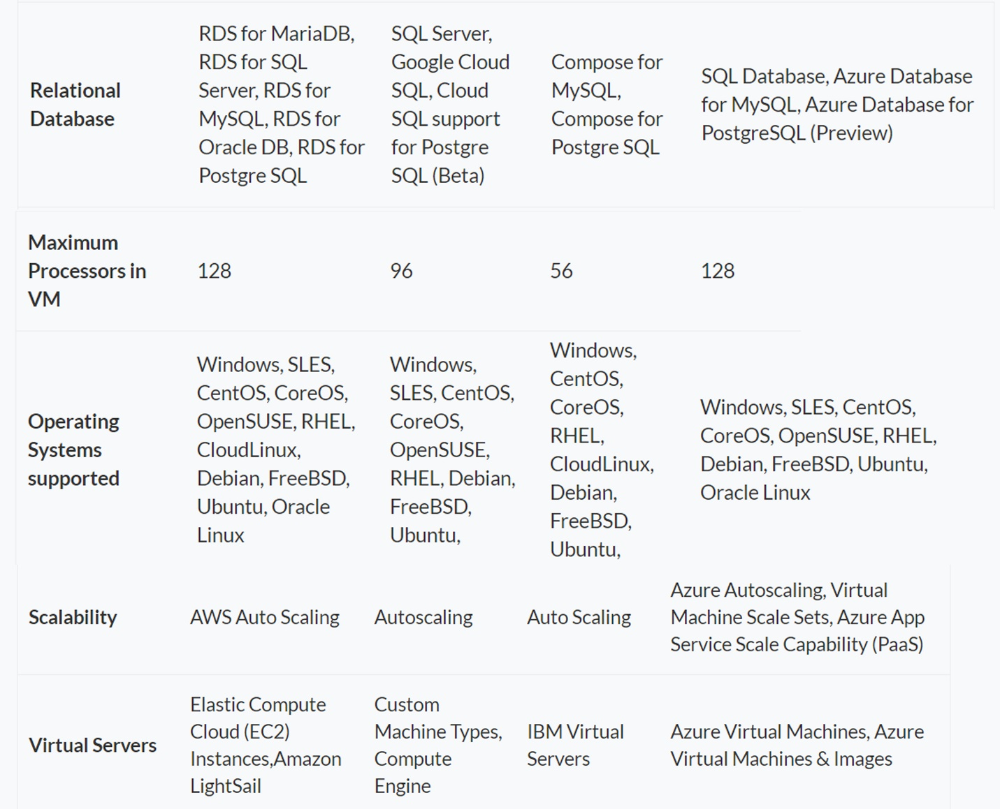 Relational
Database
RDS for MariaDB,
RDS for SQL
Server, RDS for
MySQL, RDS for
Oracle DB, RDS for
Postgre SQL
SQL Server,
Google Cloud
SQL, Cloud
SQL support
for Postgre
SQL (Beta)
Compose for
MySQL,
Compose for
Postgre SQL
SQL Database, Azure Database
for MySQL, Azure Database for
PostgreSQL (Preview)
Maximum
Processors in
VM
128
96
56
128
Operating
Systems
supported
Windows, SLES,
CentOS, CoreOS,
OpenSUSE, RHEL,
CloudLinux,
Debian, FreeBSD,
Ubuntu, Oracle
Linux
Windows,
SLES, CentOS,
CoreOS,
OpenSUSE,
RHEL, Debian,
FreeBSD,
Ubuntu,
Windows,
CentOS,
CoreOS,
RHEL,
CloudLinux,
Debian,
FreeBSD,
Ubuntu,
Windows, SLES, CentOS,
CoreOS, OpenSUSE, RHEL,
Debian, FreeBSD, Ubuntu,
Oracle Linux
Scalability
AWS Auto Scaling
Autoscaling
Auto Scaling
Azure Autoscaling, Virtual
Machine Scale Sets, Azure App
Service Scale Capability (PaaS)
Virtual Servers
Elastic Compute
Cloud (EC2)
Instances,Amazon
LightSail
Custom
Machine Types,
Compute
Engine
IBM Virtual
Servers
Azure Virtual Machines, Azure
Virtual Machines & Images